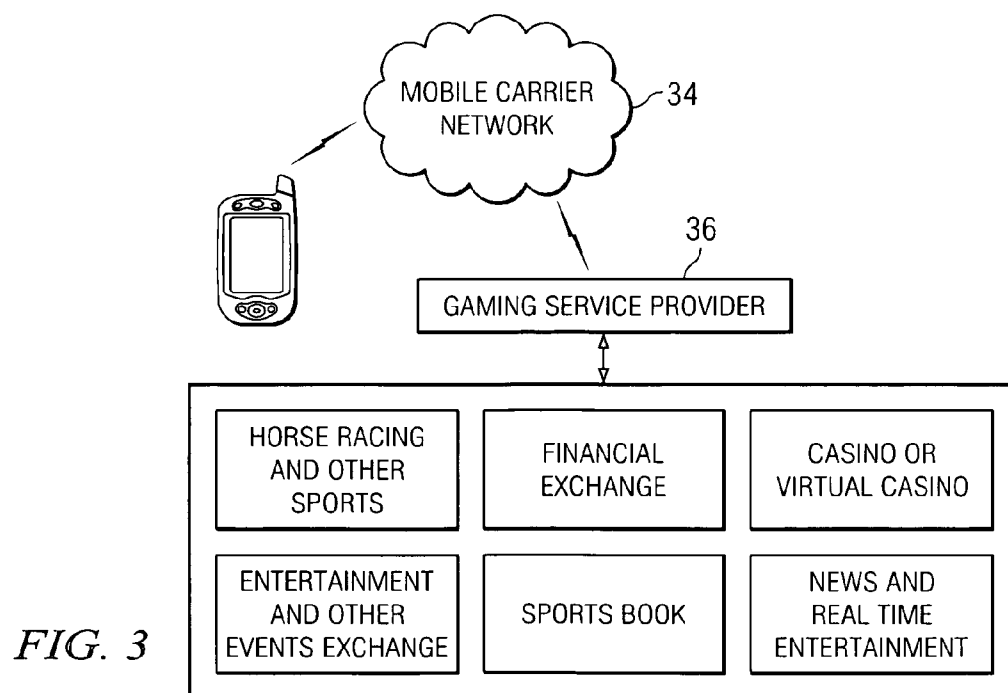 MOBILE CARRIER
NETWORK
34
36
GAMING SERVICE PROVIDER
HORSE RACING
AND OTHER
SPORTS
FINANCIAL
EXCHANGE
CASINO OR
VIRTUAL CASINO
ENTERTAINMENT
AND OTHER
EVENTS EXCHANGE
SPORTS BOOK
NEWS AND
REAL TIME
ENTERTAINMENT
FIG. 3